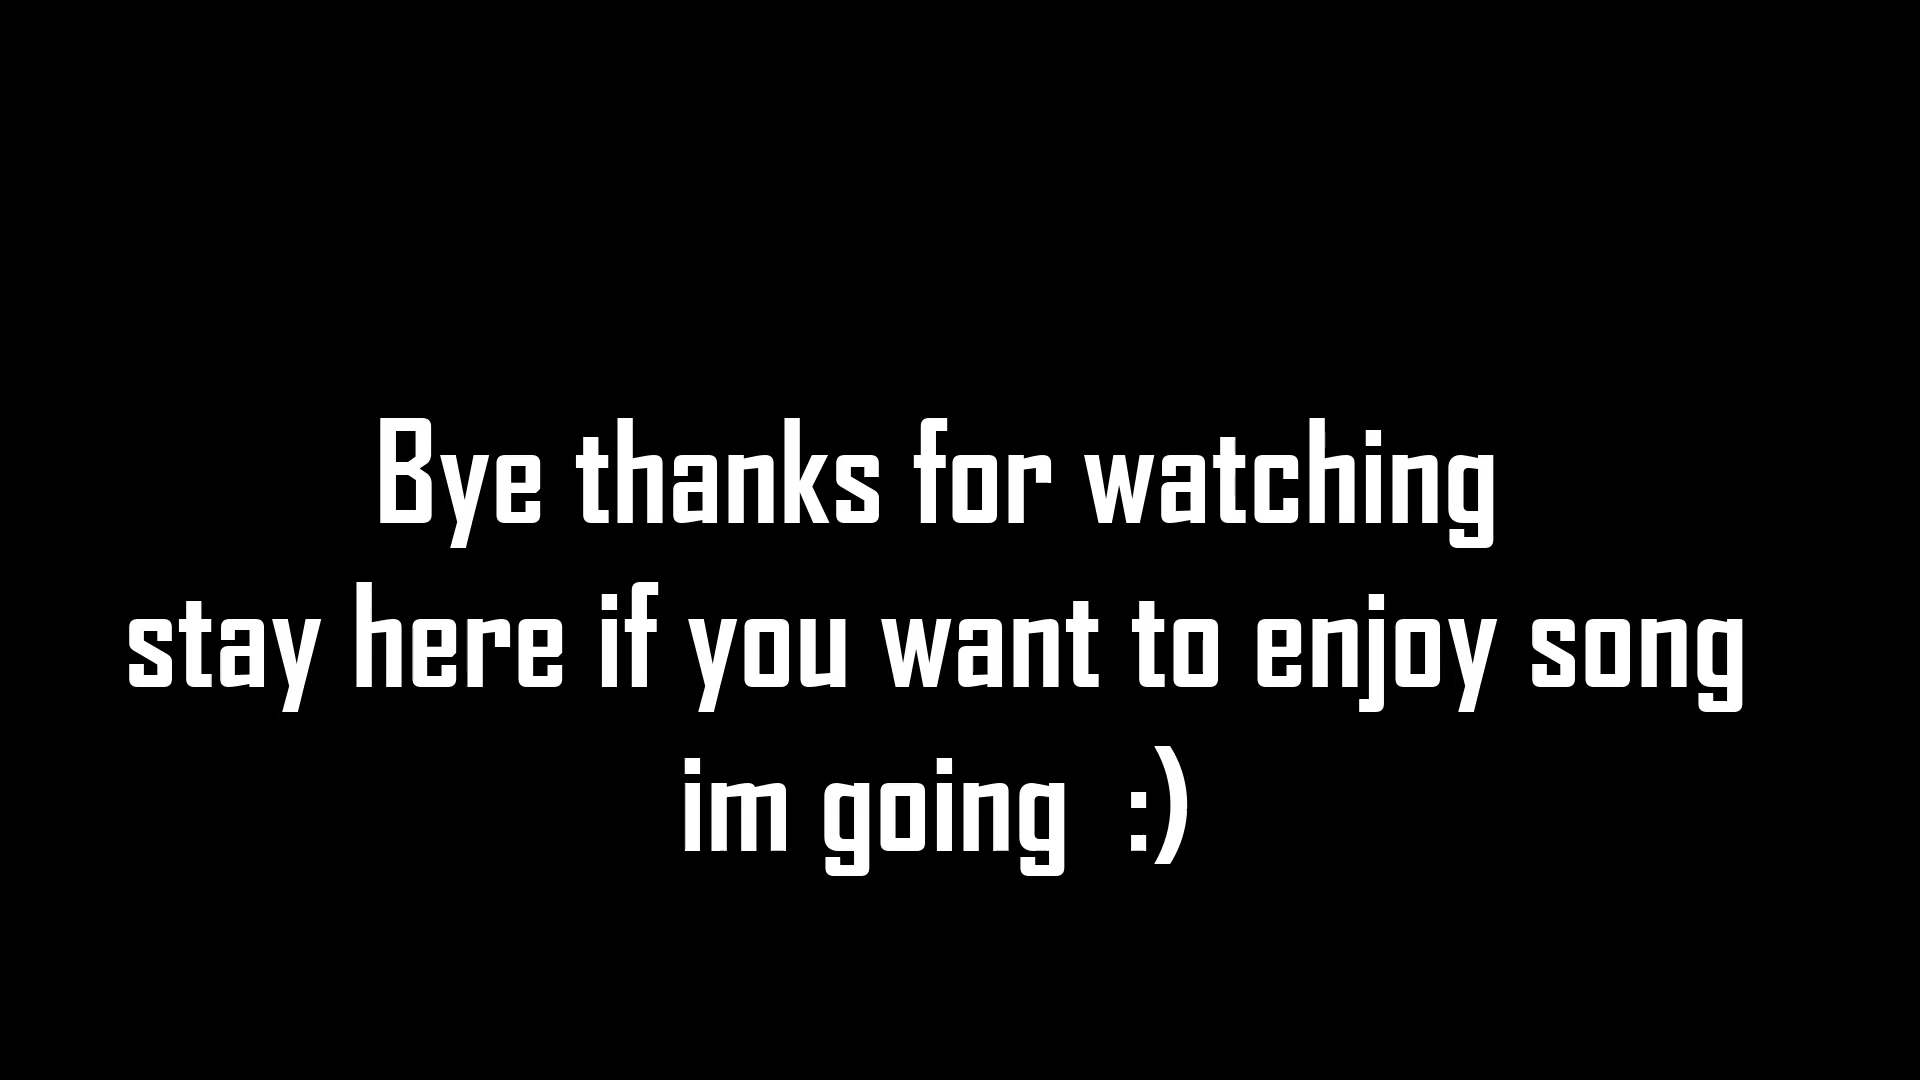 Bye thanks for watching
stay here if you want to enjoy song
im going  :)